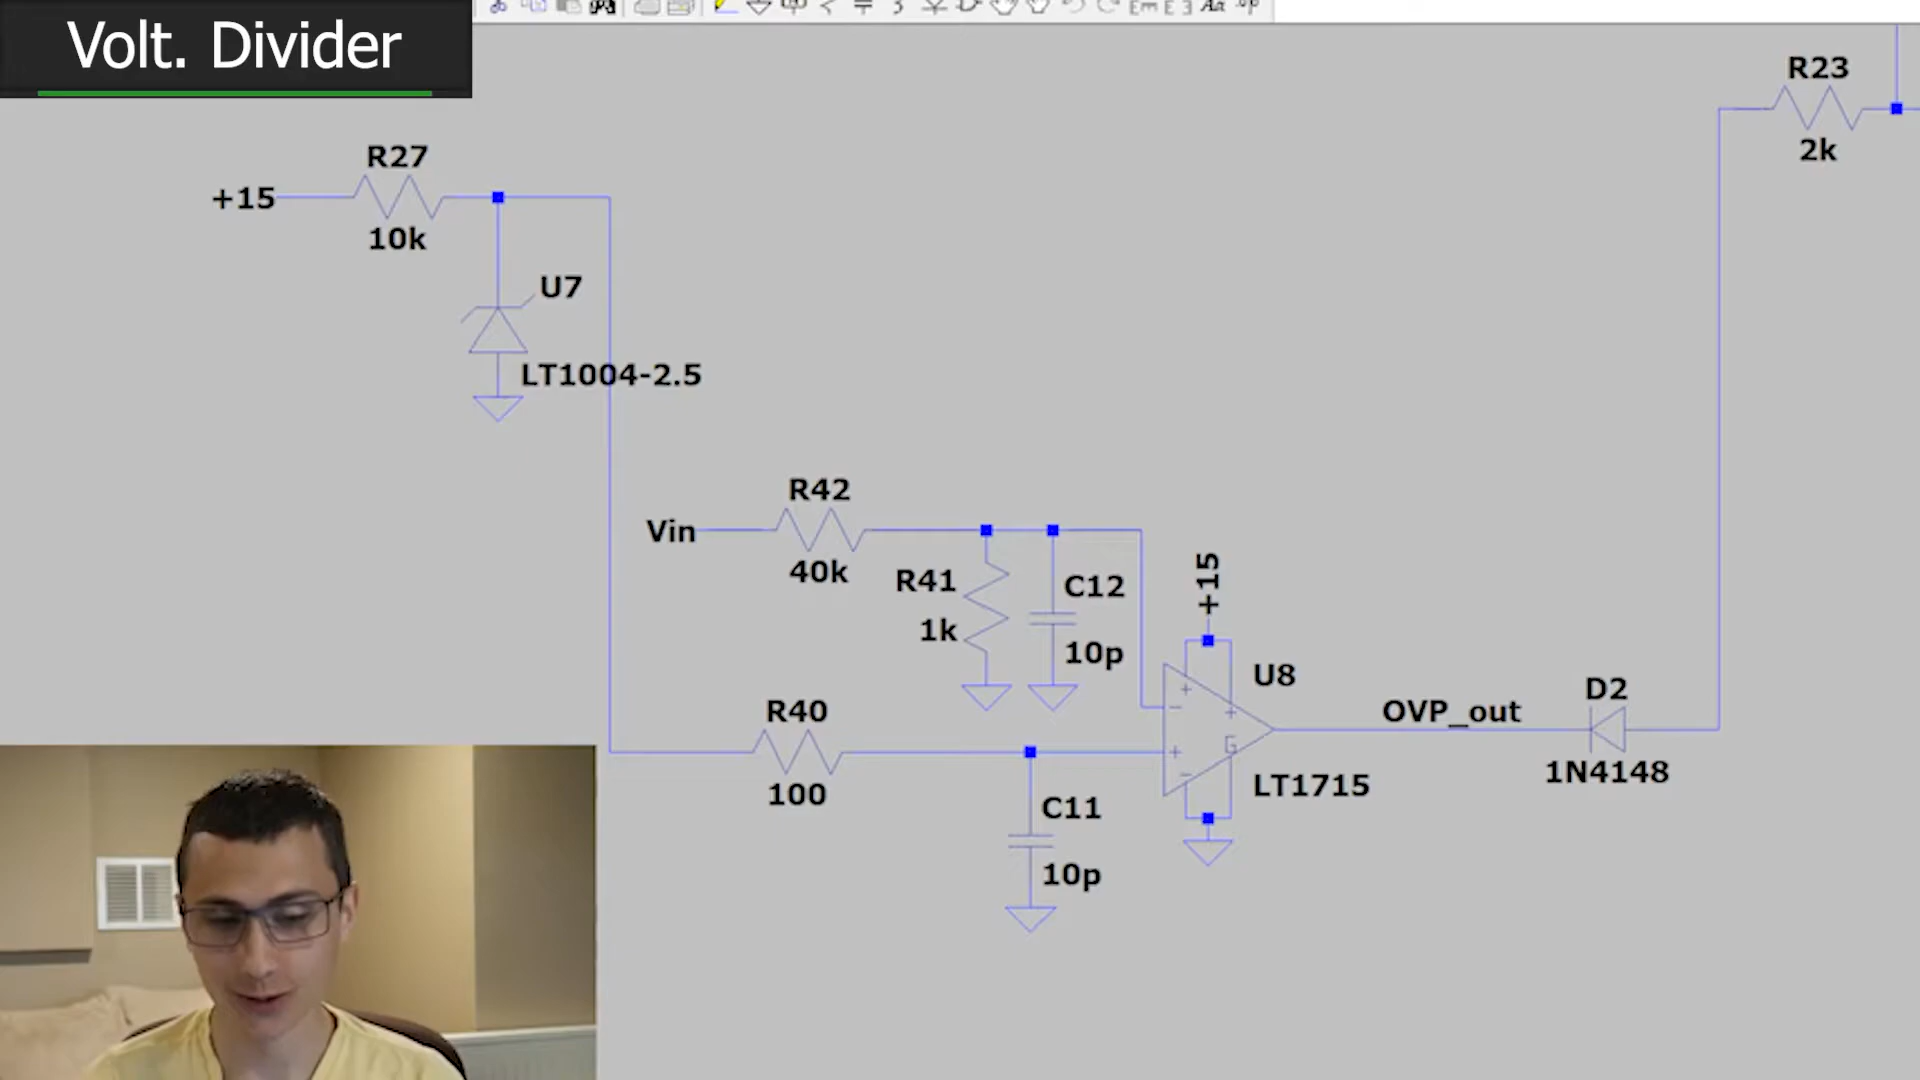 Volt. Divider
R23
2k
R27
+15
10k
U7
LT1004-2.5
R42
Vin
40k
R41
1k
C12
10p
+15
U8
R40
100
OVP_out
D2
LT1715
1N4148
C11
10p